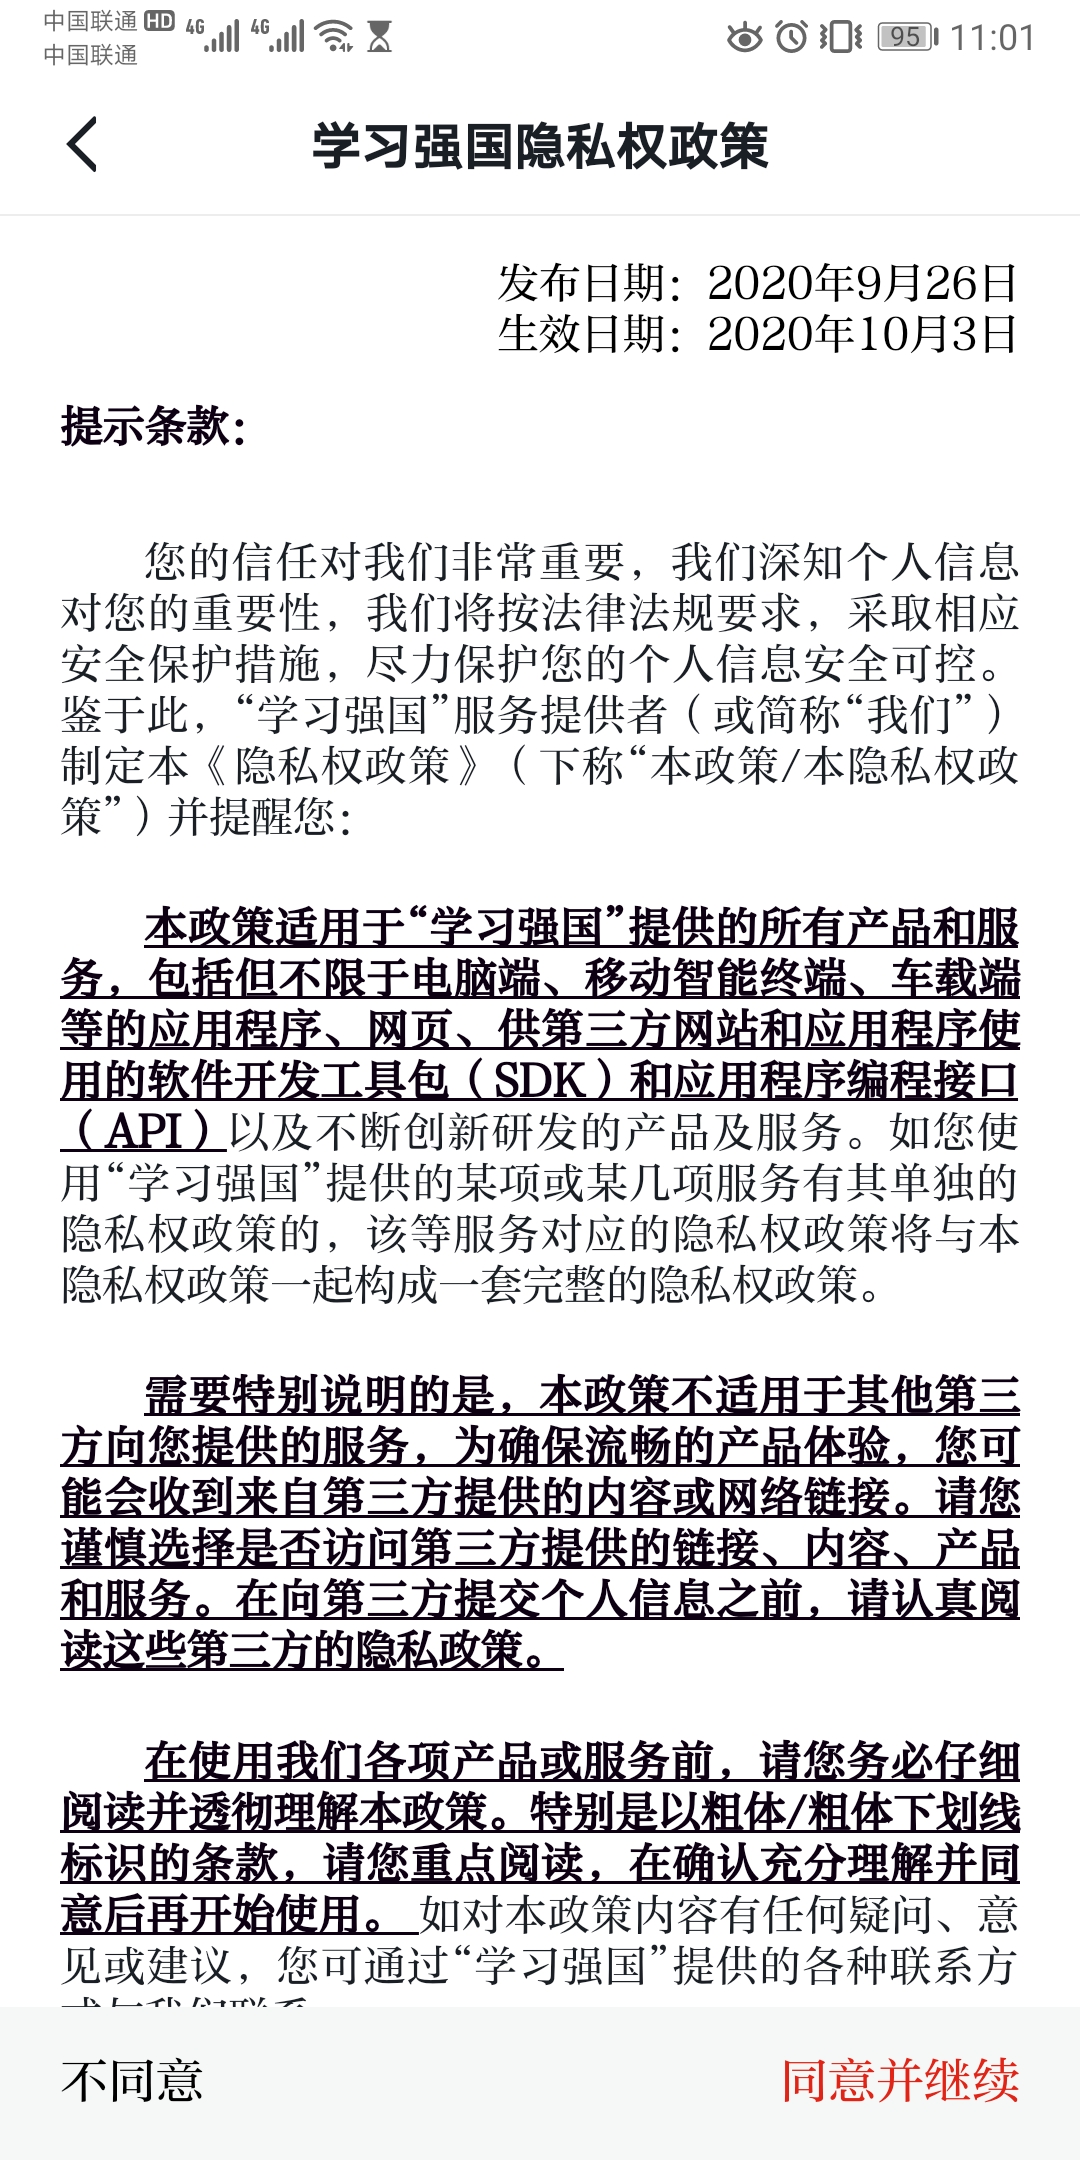 中国联通 HD 4G 4G 95 11:01
中国联通
学习强国隐私权政策
发布日期：2020年9月26日
生效日期：2020年10月3日
提示条款：
您的信任对我们非常重要，我们深知个人信息
对您的重要性，我们将按法律法规要求，采取相应
安全保护措施，尽力保护您的个人信息安全可控。
鉴于此，“学习强国”服务提供者（或简称“我们”）
制定本《隐私权政策》（下称“本政策/本隐私权政
策”）并提醒您：
本政策适用于“学习强国”提供的所有产品和服
务，包括但不限于电脑端、移动智能终端、车载端
等的应用程序、网页、供第三方网站和应用程序使
用的软件开发工具包（SDK）和应用程序编程接口
（API）以及不断创新研发的产品及服务。如您使
用“学习强国”提供的某项或某几项服务有其单独的
隐私权政策的，该等服务对应的隐私权政策将与本
隐私权政策一起构成一套完整的隐私权政策。
需要特别说明的是，本政策不适用于其他第三
方向您提供的服务，为确保流畅的产品体验，您可
能会收到来自第三方提供的内容或网络链接。请您
谨慎选择是否访问第三方提供的链接、内容、产品
和服务。在向第三方提交个人信息之前，请认真阅
读这些第三方的隐私政策。
在使用我们各项产品或服务前，请您务必仔细
阅读并透彻理解本政策。特别是以粗体/粗体下划线
标识的条款，请您重点阅读，在确认充分理解并同
意后再开始使用。如对本政策内容有任何疑问、意
见或建议，您可通过“学习强国”提供的各种联系方
式与我们联系
不同意 同意并继续